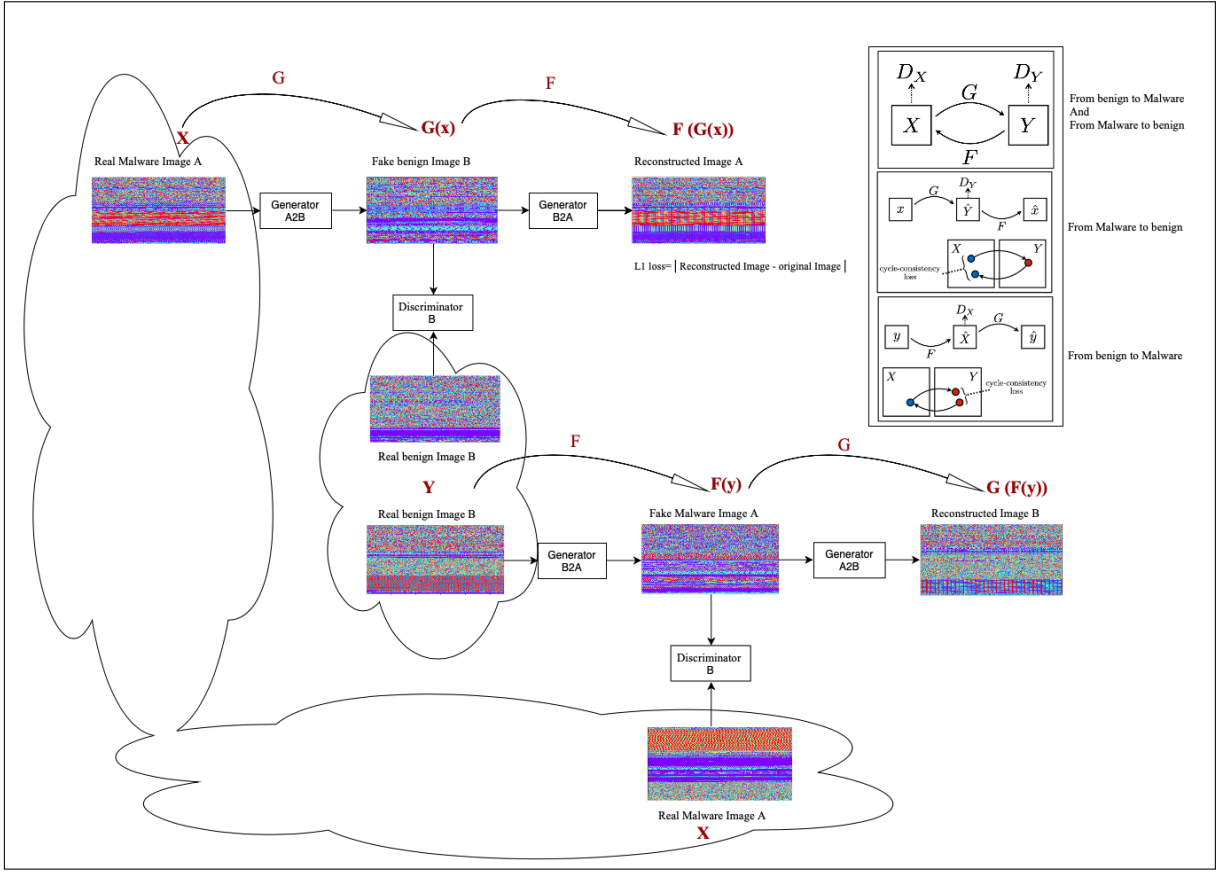 G
F
X
G(x)
F (G(x))
Real Malware Image A
Fake benign Image B
Reconstructed Image A
Generator
A2B
Generator
B2A
L1 loss= | Reconstructed Image - original Image |
Discriminator
B
Real benign Image B
Y
F
F(y)
G
G (F(y))
Real benign Image B
Fake Malware Image A
Reconstructed Image B
Generator
B2A
Generator
A2B
Discriminator
B
Real Malware Image A
X
D_X
D_Y
G
X
Y
F
From benign to Malware
And
From Malware to benign
D_Y
G
x
Ŷ
x̂
F
X
Y
cycle-consistency
loss
From Malware to benign
D_X
G
y
X̂
ŷ
F
X
Y
cycle-consistency
loss
From benign to Malware